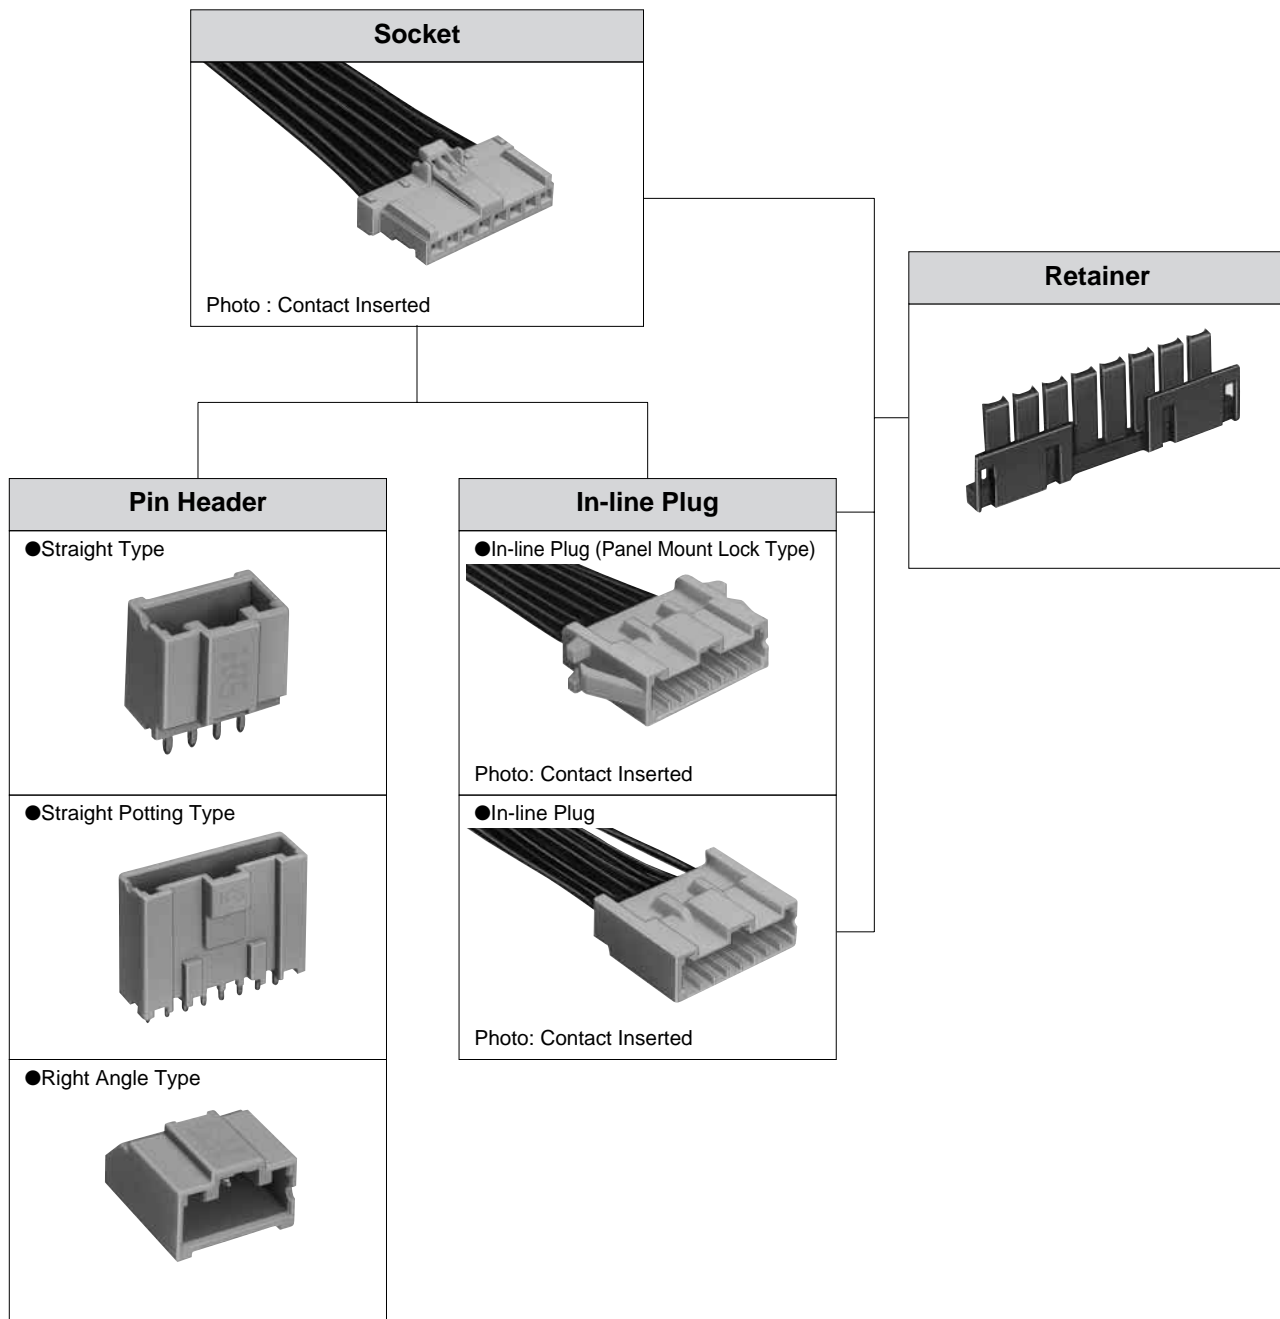 Socket
Photo : Contact Inserted
Retainer
Pin Header
●Straight Type
●Straight Potting Type
●Right Angle Type
In-line Plug
●In-line Plug (Panel Mount Lock Type)
Photo: Contact Inserted
●In-line Plug
Photo: Contact Inserted